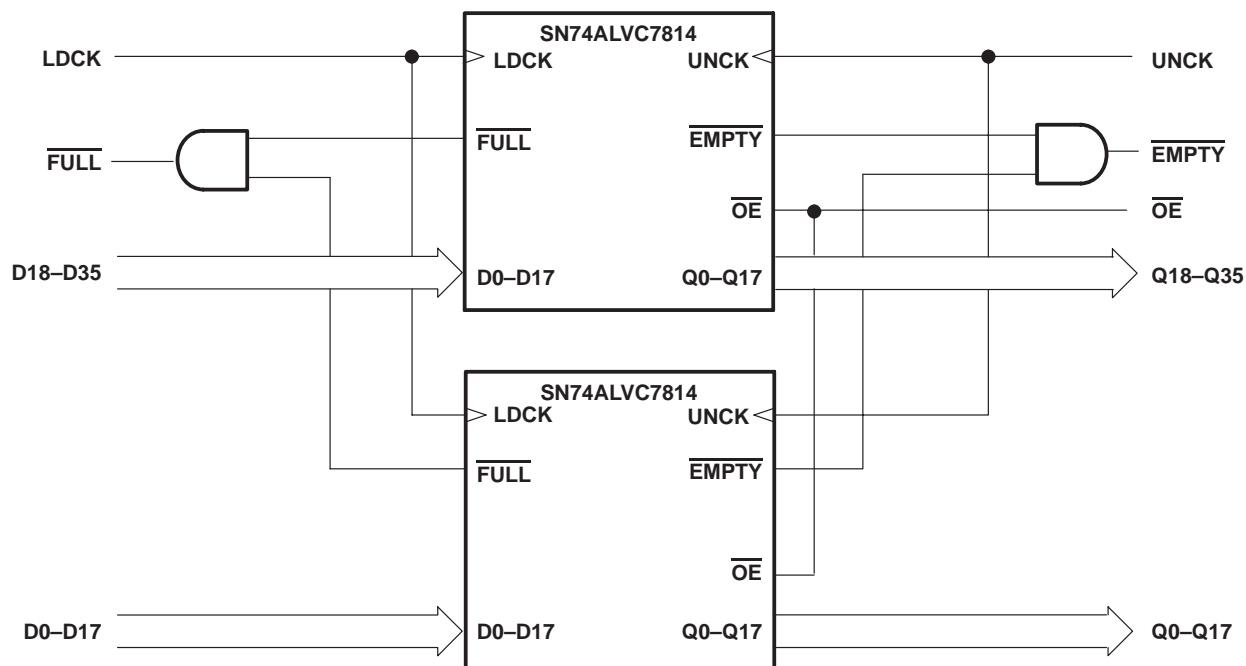 SN74ALVC7814
LDCK
LDCK
UNCK
UNCK
FULL
FULL
EMPTY
EMPTY
OE
OE
D18–D35
D0–D17
Q0–Q17
Q18–Q35
SN74ALVC7814
LDCK
UNCK
FULL
EMPTY
OE
D0–D17
D0–D17
Q0–Q17
Q0–Q17